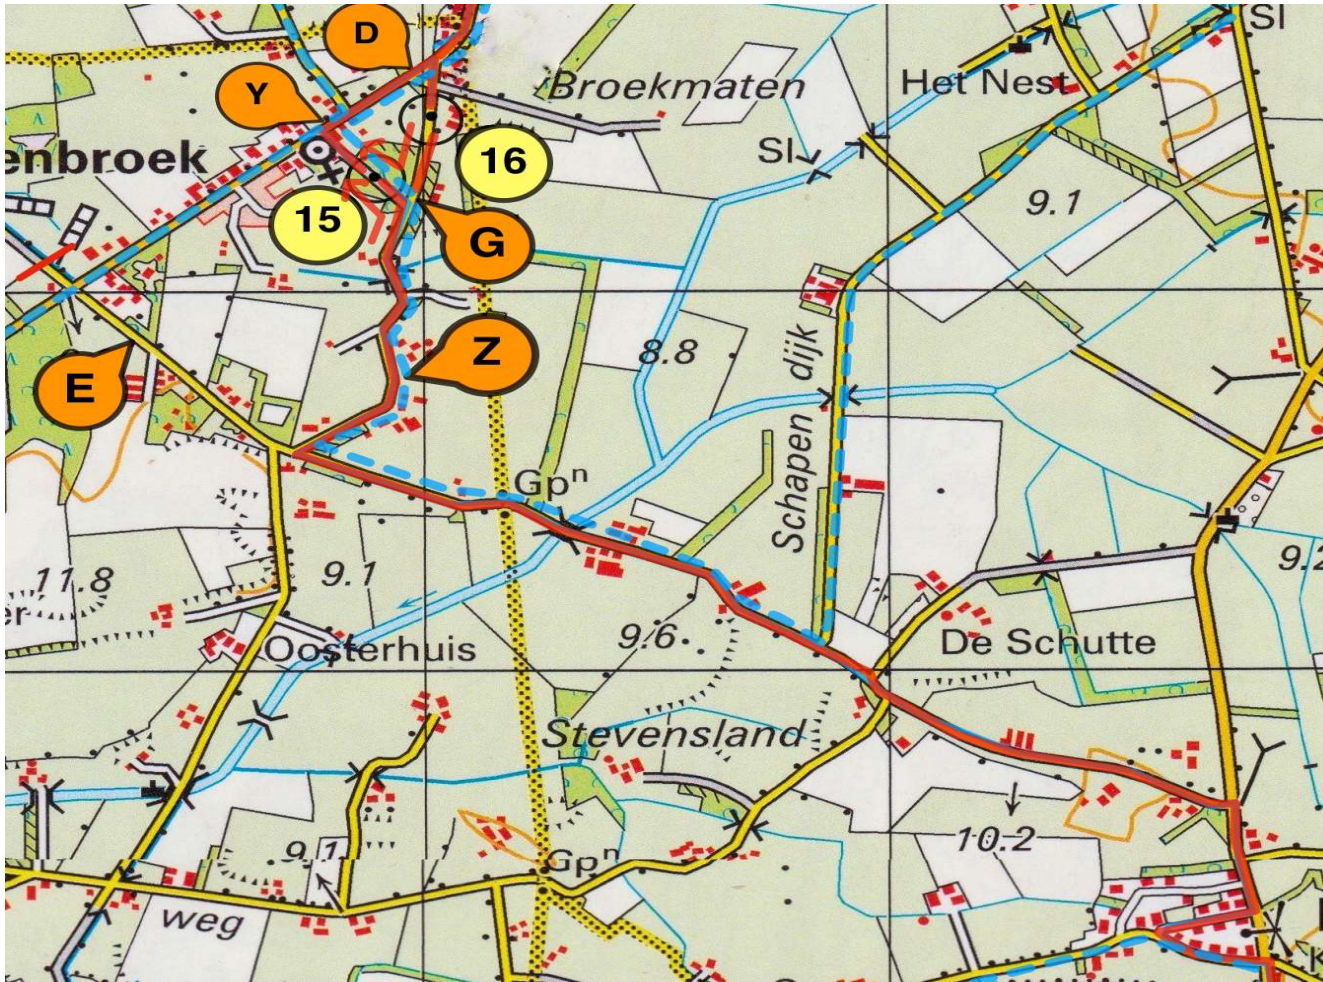 D
Sl
Y
Broekmaten
Het Nest
enbroek
16
Sl
15
9.1
G
Z
8.8
E
Schapen dijk
Gpⁿ
11.8
9.1
9.2
er
9.6
Oosterhuis
De Schutte
Stevensland
10.2
9.1
Gpⁿ
weg